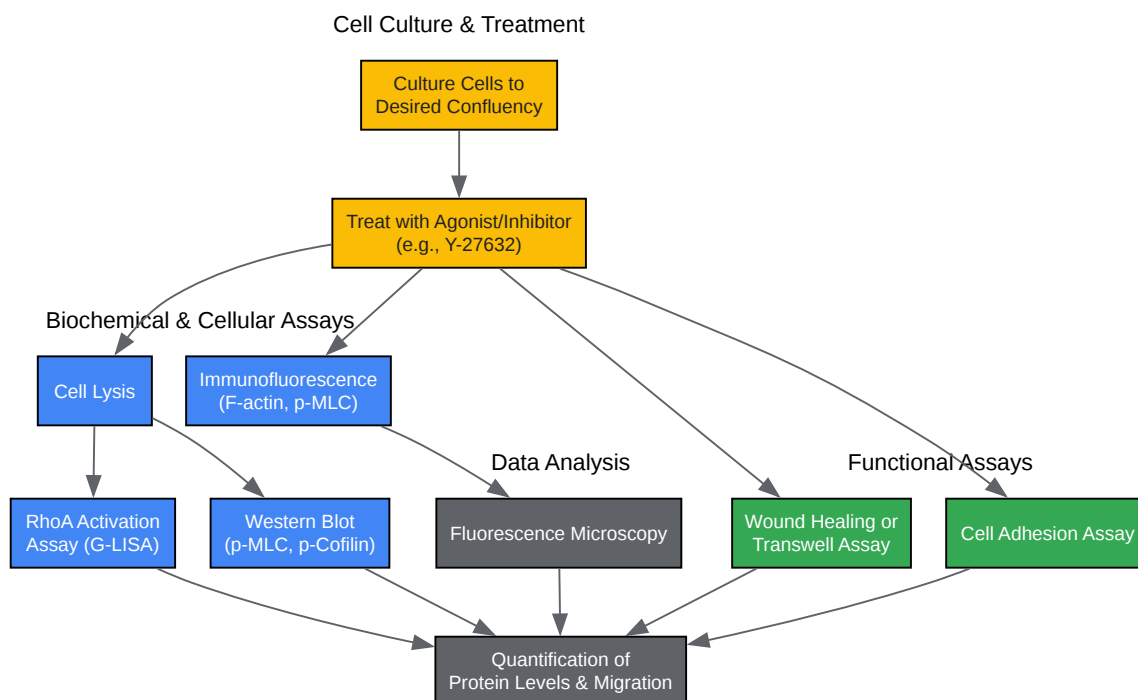 Cell Culture & Treatment
Culture Cells to
Desired Confluency
Treat with Agonist/Inhibitor
(e.g., Y-27632)
Biochemical & Cellular Assays
Cell Lysis
Immunofluorescence
(F-actin, p-MLC)
Data Analysis
Functional Assays
RhoA Activation
Assay (G-LISA)
Western Blot
(p-MLC, p-Cofilin)
Fluorescence Microscopy
Wound Healing or
Transwell Assay
Cell Adhesion Assay
Quantification of
Protein Levels & Migration